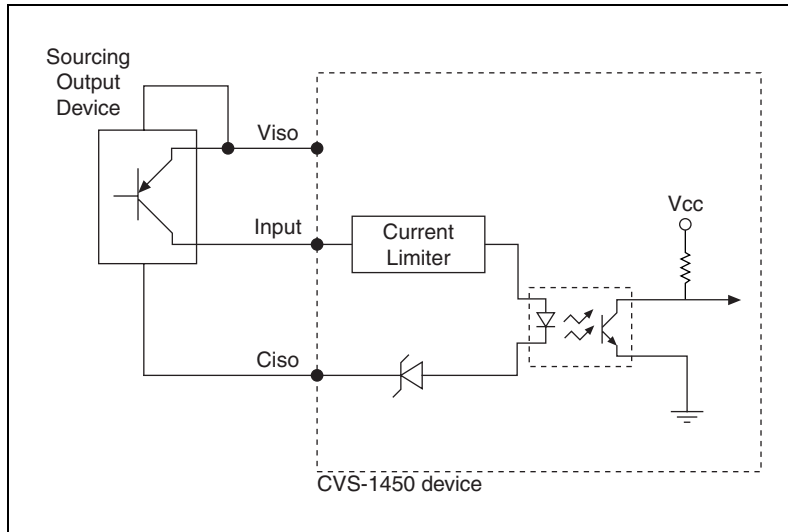 Sourcing
Output
Device
Viso
Vcc
Input
Current
Limiter
Ciso
CVS-1450 device